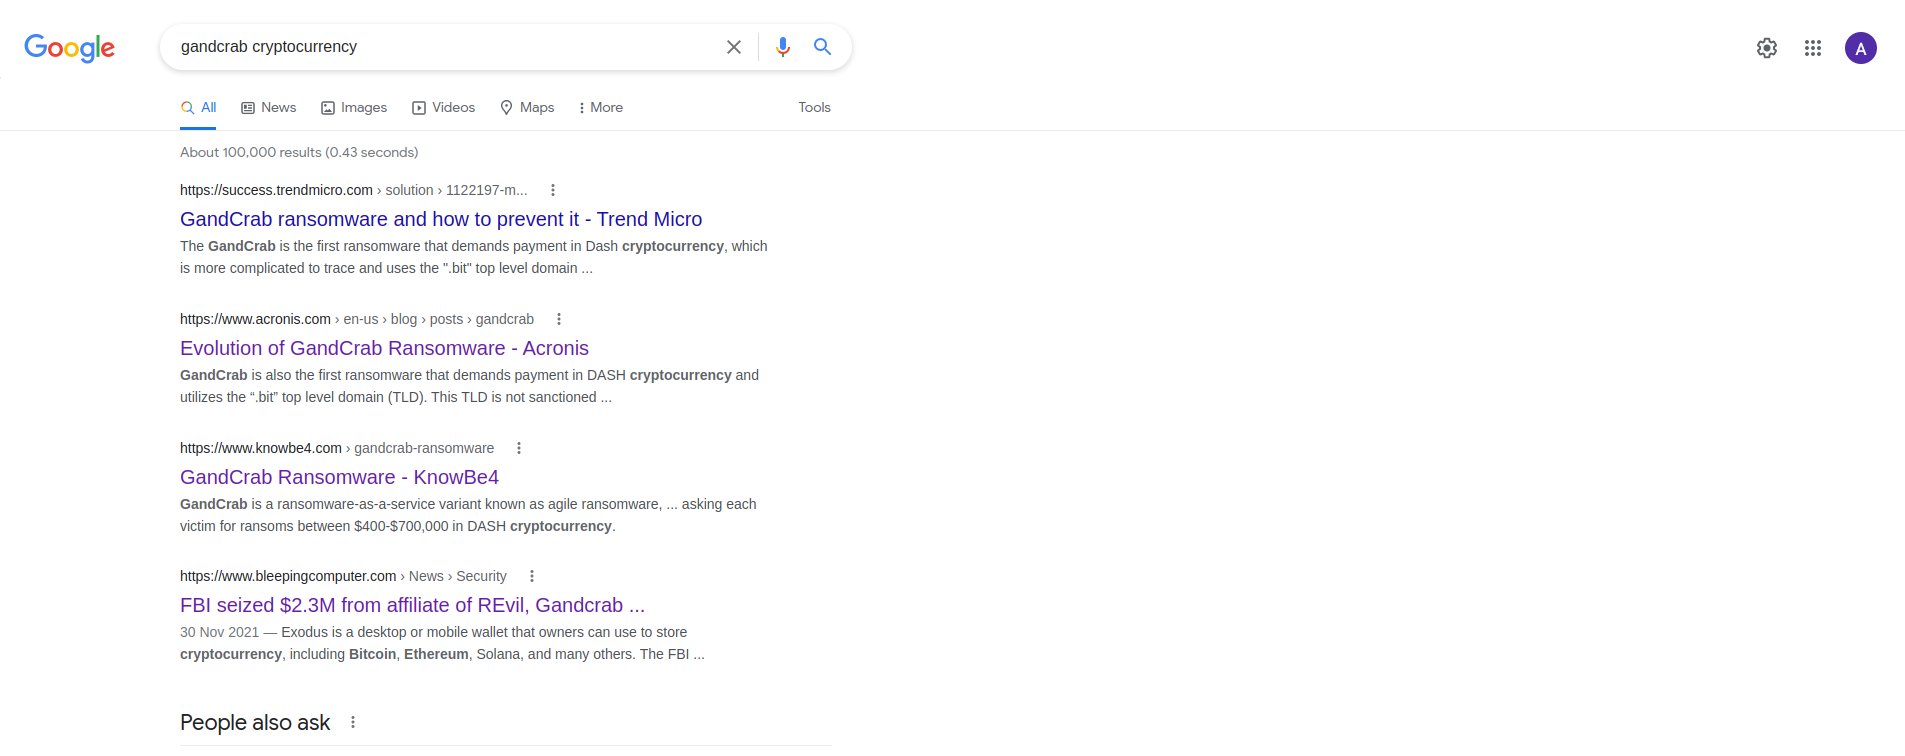 Google
gandcrab cryptocurrency
A
All
News
Images
Videos
Maps
More
Tools
About 100,000 results (0.43 seconds)
https://success.trendmicro.com › solution › 1122197-m...
GandCrab ransomware and how to prevent it - Trend Micro
The GandCrab is the first ransomware that demands payment in Dash cryptocurrency, which
is more complicated to trace and uses the ".bit" top level domain ...
https://www.acronis.com › en-us › blog › posts › gandcrab
Evolution of GandCrab Ransomware - Acronis
GandCrab is also the first ransomware that demands payment in DASH cryptocurrency and
utilizes the “.bit” top level domain (TLD). This TLD is not sanctioned ...
https://www.knowbe4.com › gandcrab-ransomware
GandCrab Ransomware - KnowBe4
GandCrab is a ransomware-as-a-service variant known as agile ransomware, ... asking each
victim for ransoms between $400-$700,000 in DASH cryptocurrency.
https://www.bleepingcomputer.com › News › Security
FBI seized $2.3M from affiliate of REvil, Gandcrab ...
30 Nov 2021 — Exodus is a desktop or mobile wallet that owners can use to store
cryptocurrency, including Bitcoin, Ethereum, Solana, and many others. The FBI ...
People also ask